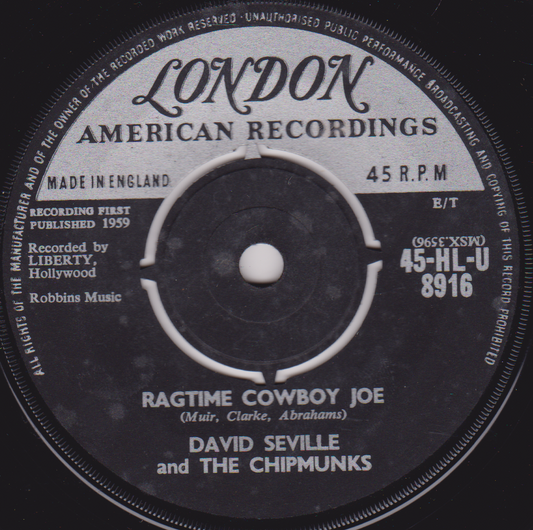 ALL RIGHTS OF THE MANUFACTURER AND OF THE OWNER OF THE RECORDED WORK RESERVED · UNAUTHORISED PUBLIC PERFORMANCE BROADCASTING AND COPYING OF THIS RECORD PROHIBITED
LONDON
AMERICAN RECORDINGS
MADE IN ENGLAND
45 R.P.M
E/T
RECORDING FIRST
PUBLISHED 1959
Recorded by
LIBERTY,
Hollywood
Robbins Music
(MSX.3596)
45-HL-U
8916
RAGTIME COWBOY JOE
(Muir, Clarke, Abrahams)
DAVID SEVILLE
and THE CHIPMUNKS